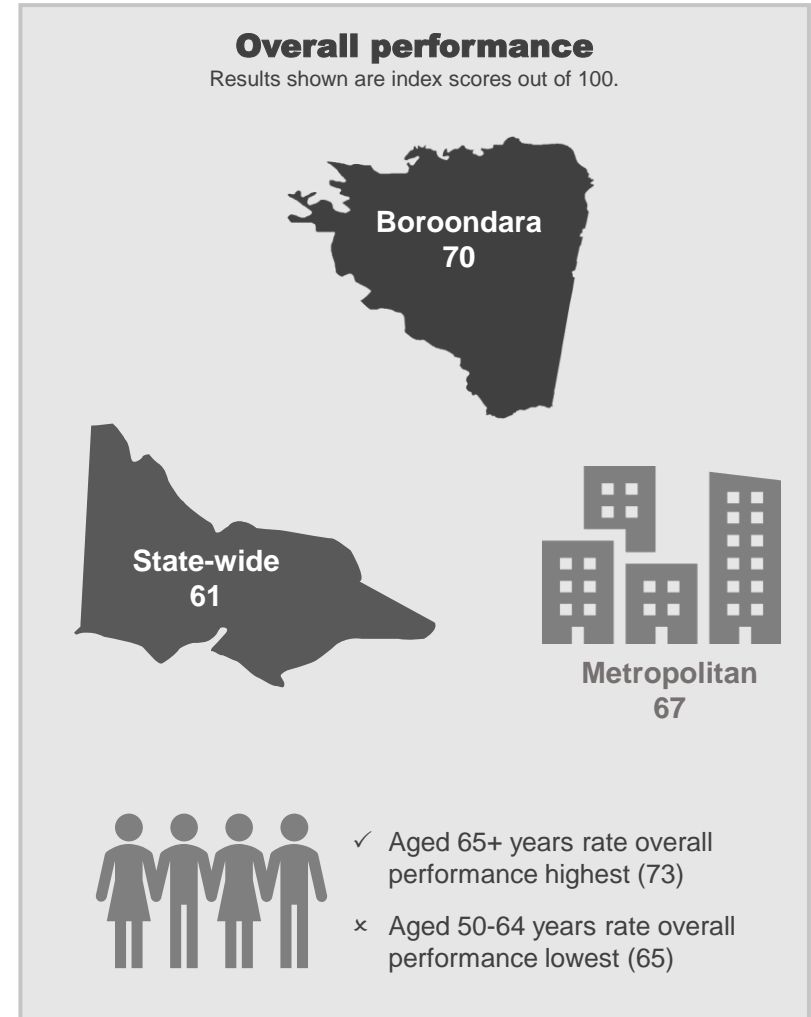 Overall performance
Results shown are index scores out of 100.
Boroondara
70
State-wide
61
Metropolitan
67
✓ Aged 65+ years rate overall
performance highest (73)
× Aged 50-64 years rate overall
performance lowest (65)